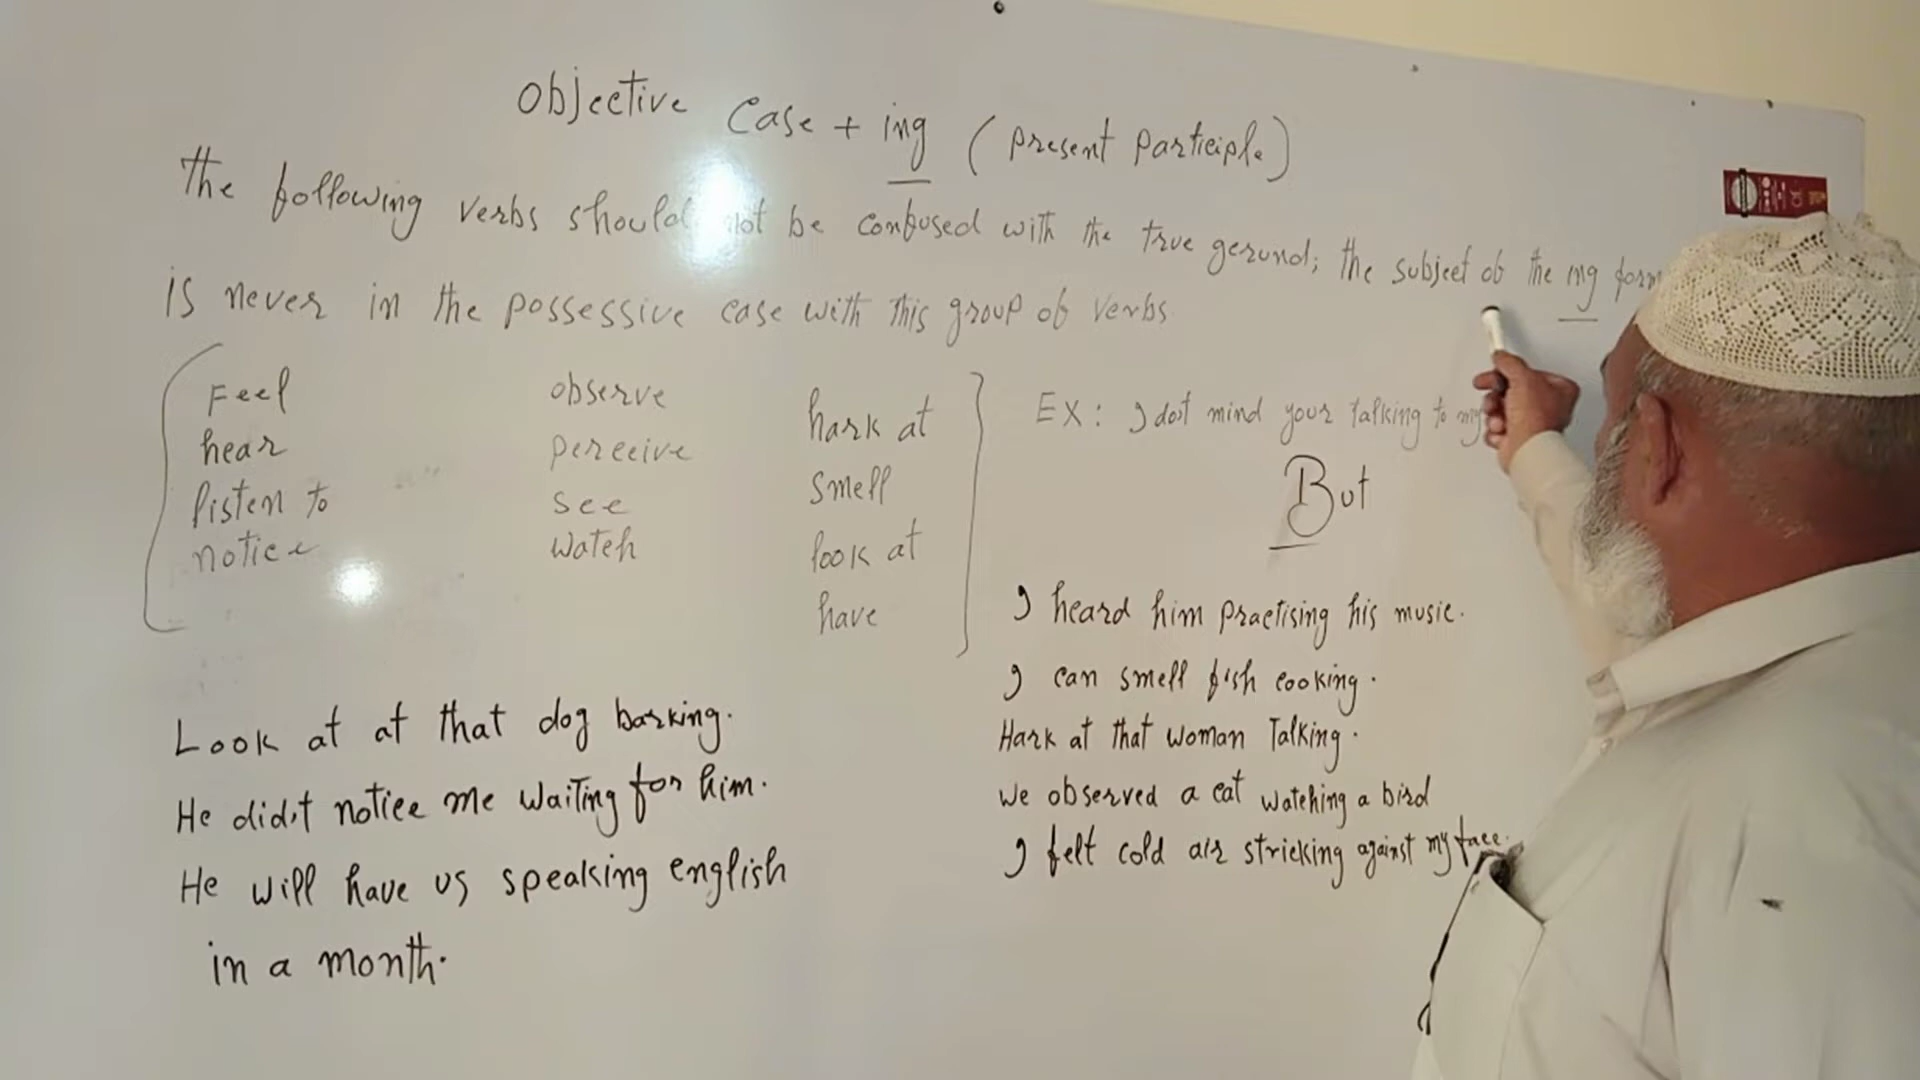 Objective Case + ing (present participle)
The following verbs should not be confused with the true gerund; the subject of the ing form
is never in the possessive case with this group of verbs
Feel
hear
listen to
notice
observe
perceive
see
watch
hark at
smell
look at
have
EX: I don't mind your talking to my
But
I heard him practising his music.
I can smell fish cooking.
Hark at that woman talking.
We observed a cat watching a bird
I felt cold air stricking against my face.
Look at at that dog barking.
He did't notice me waiting for him.
He will have us speaking english
in a month.